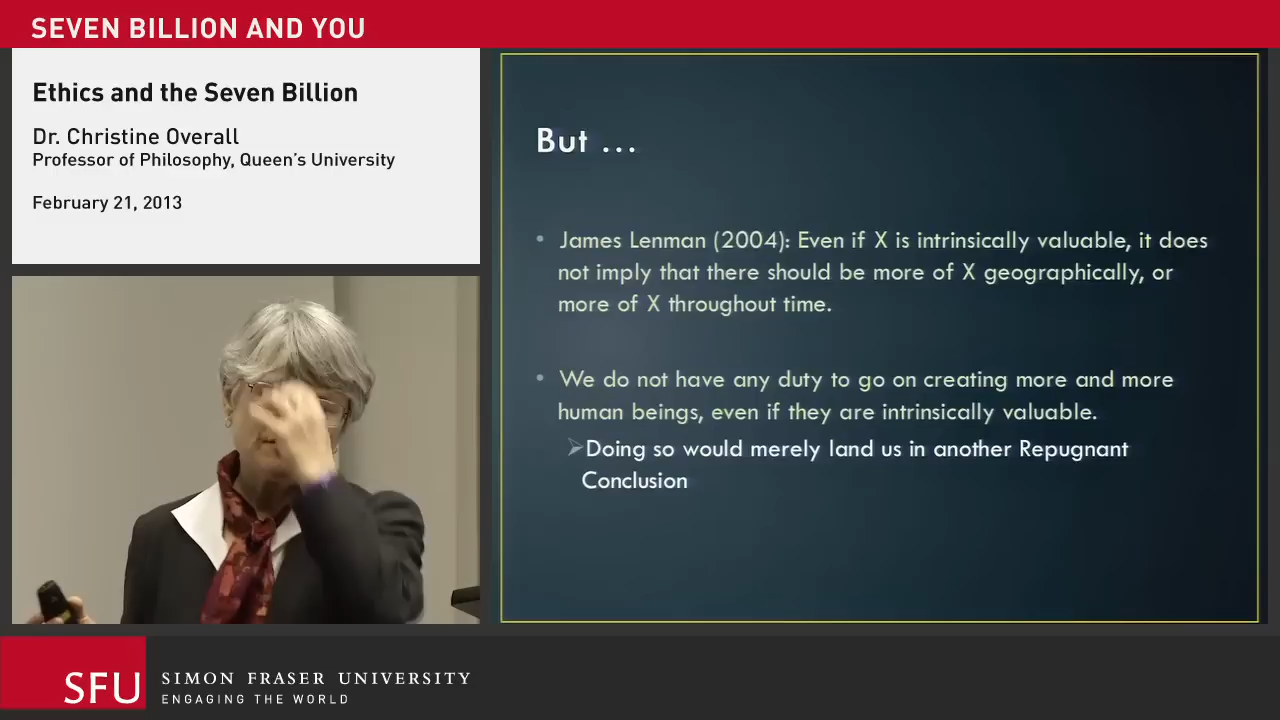 SEVEN BILLION AND YOU
Ethics and the Seven Billion
Dr. Christine Overall
Professor of Philosophy, Queen's University
February 21, 2013
But ...
• James Lenman (2004): Even if X is intrinsically valuable, it does
not imply that there should be more of X geographically, or
more of X throughout time.
• We do not have any duty to go on creating more and more
human beings, even if they are intrinsically valuable.
➢Doing so would merely land us in another Repugnant
Conclusion
SFU
SIMON FRASER UNIVERSITY
ENGAGING THE WORLD